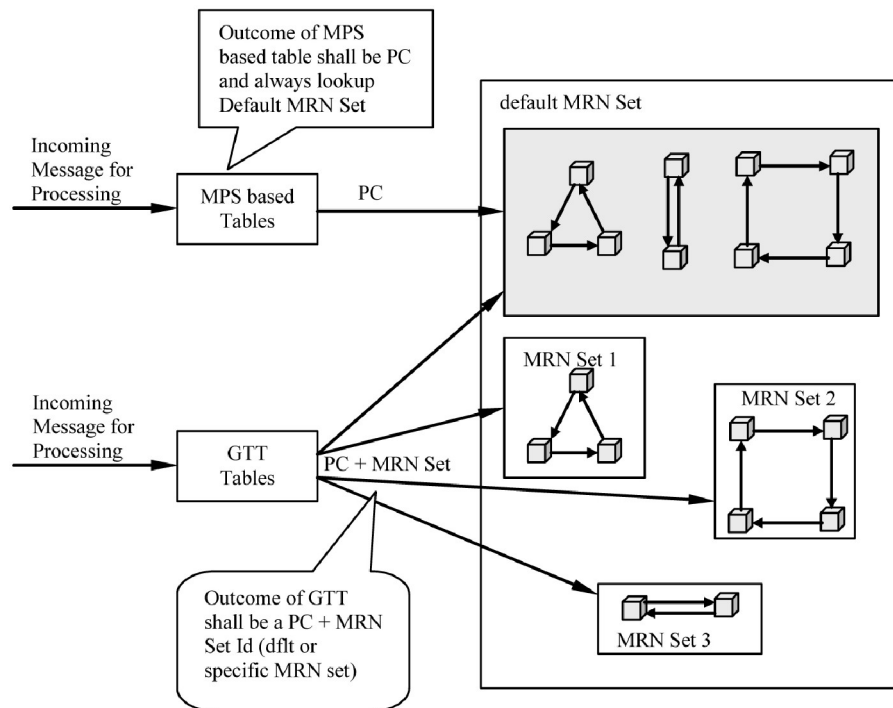 Outcome of MPS
based table shall be PC
and always lookup
Default MRN Set
default MRN Set
Incoming
Message for
Processing
MPS based
Tables
PC
MRN Set 1
MRN Set 2
Incoming
Message for
Processing
GTT
Tables
PC + MRN Set
Outcome of GTT
shall be a PC + MRN
Set Id (dflt or
specific MRN set)
MRN Set 3